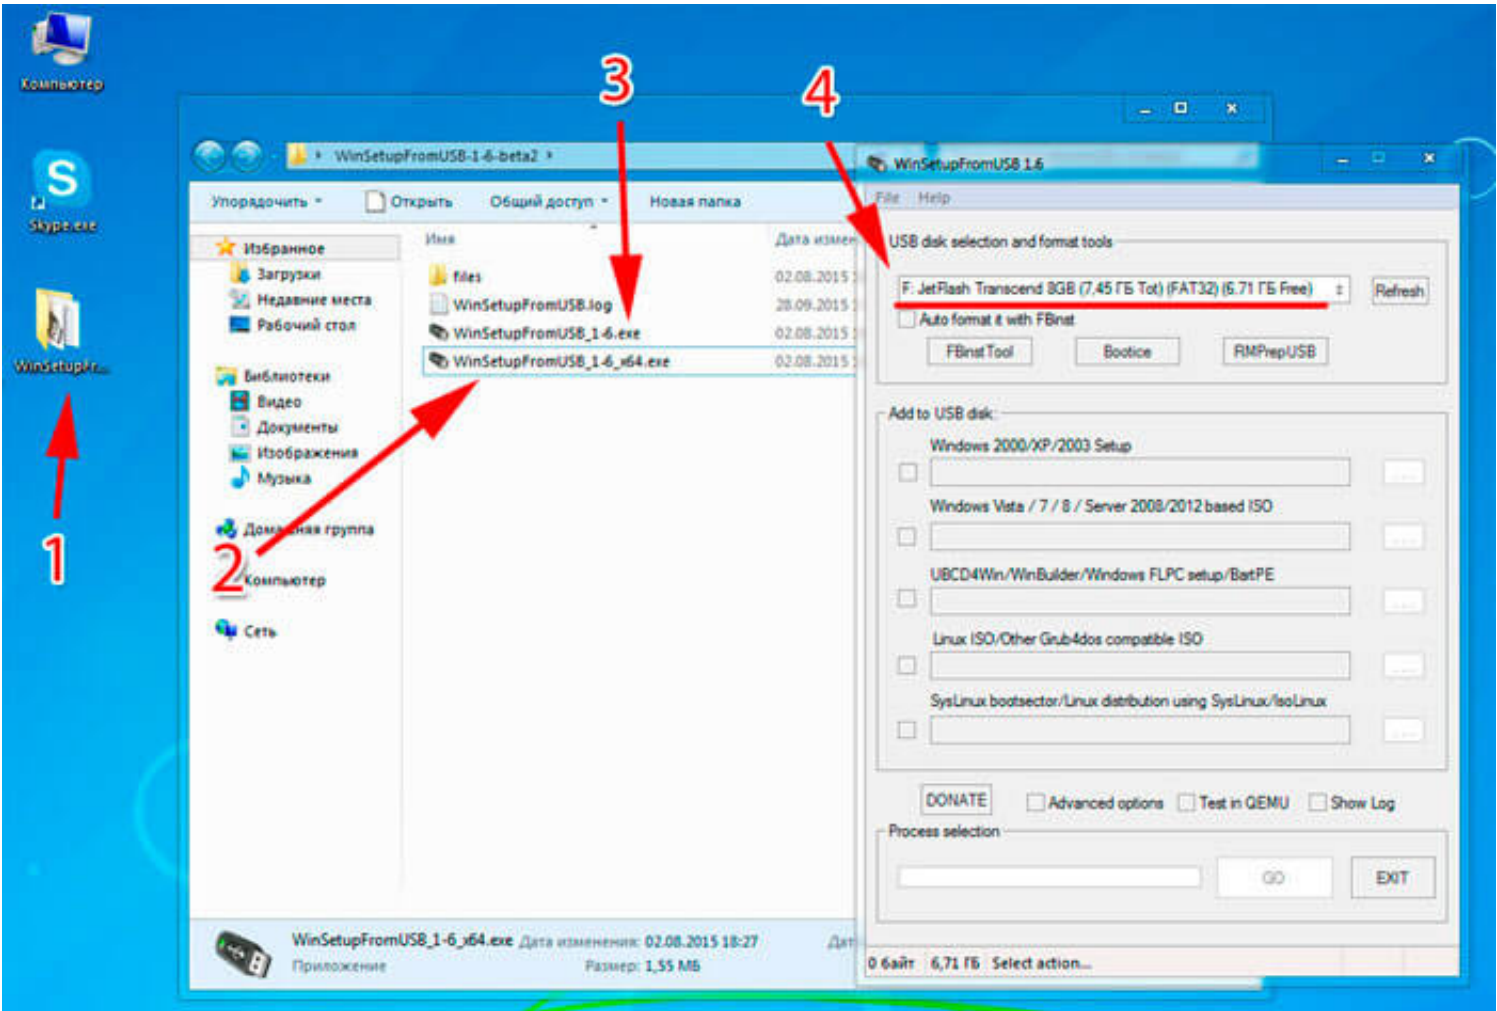 Компьютер
Skype.exe
WinSetupFr...
1
2
3
4
WinSetupFromUSB-1-6-beta2
Упорядочить
Открыть
Общий доступ
Новая папка
Избранное
Загрузки
Недавние места
Рабочий стол
Библиотеки
Видео
Документы
Изображения
Музыка
Домашняя группа
Компьютер
Сеть
Имя
Дата измен
files
02.08.2015
WinSetupFromUSB.log
28.09.2015
WinSetupFromUSB_1-6.exe
02.08.2015
WinSetupFromUSB_1-6_x64.exe
02.08.2015
WinSetupFromUSB_1-6_x64.exe Дата изменения: 02.08.2015 18:27 Дат
Приложение Размер: 1,55 МБ
WinSetupFromUSB 1.6
File Help
USB disk selection and format tools
F: JetFlash Transcend 8GB (7,45 ГБ Tot) (FAT32) (6.71 ГБ Free)
Refresh
Auto format it with FBinst
FBinstTool Bootice RMPrepUSB
Add to USB disk:
Windows 2000/XP/2003 Setup
...
Windows Vista / 7 / 8 / Server 2008/2012 based ISO
...
UBCD4Win/WinBuilder/Windows FLPC setup/BartPE
...
Linux ISO/Other Grub4dos compatible ISO
...
SysLinux bootsector/Linux distribution using SysLinux/IsoLinux
...
DONATE Advanced options Test in QEMU Show Log
Process selection
GO EXIT
0 байт 6,71 ГБ Select action...